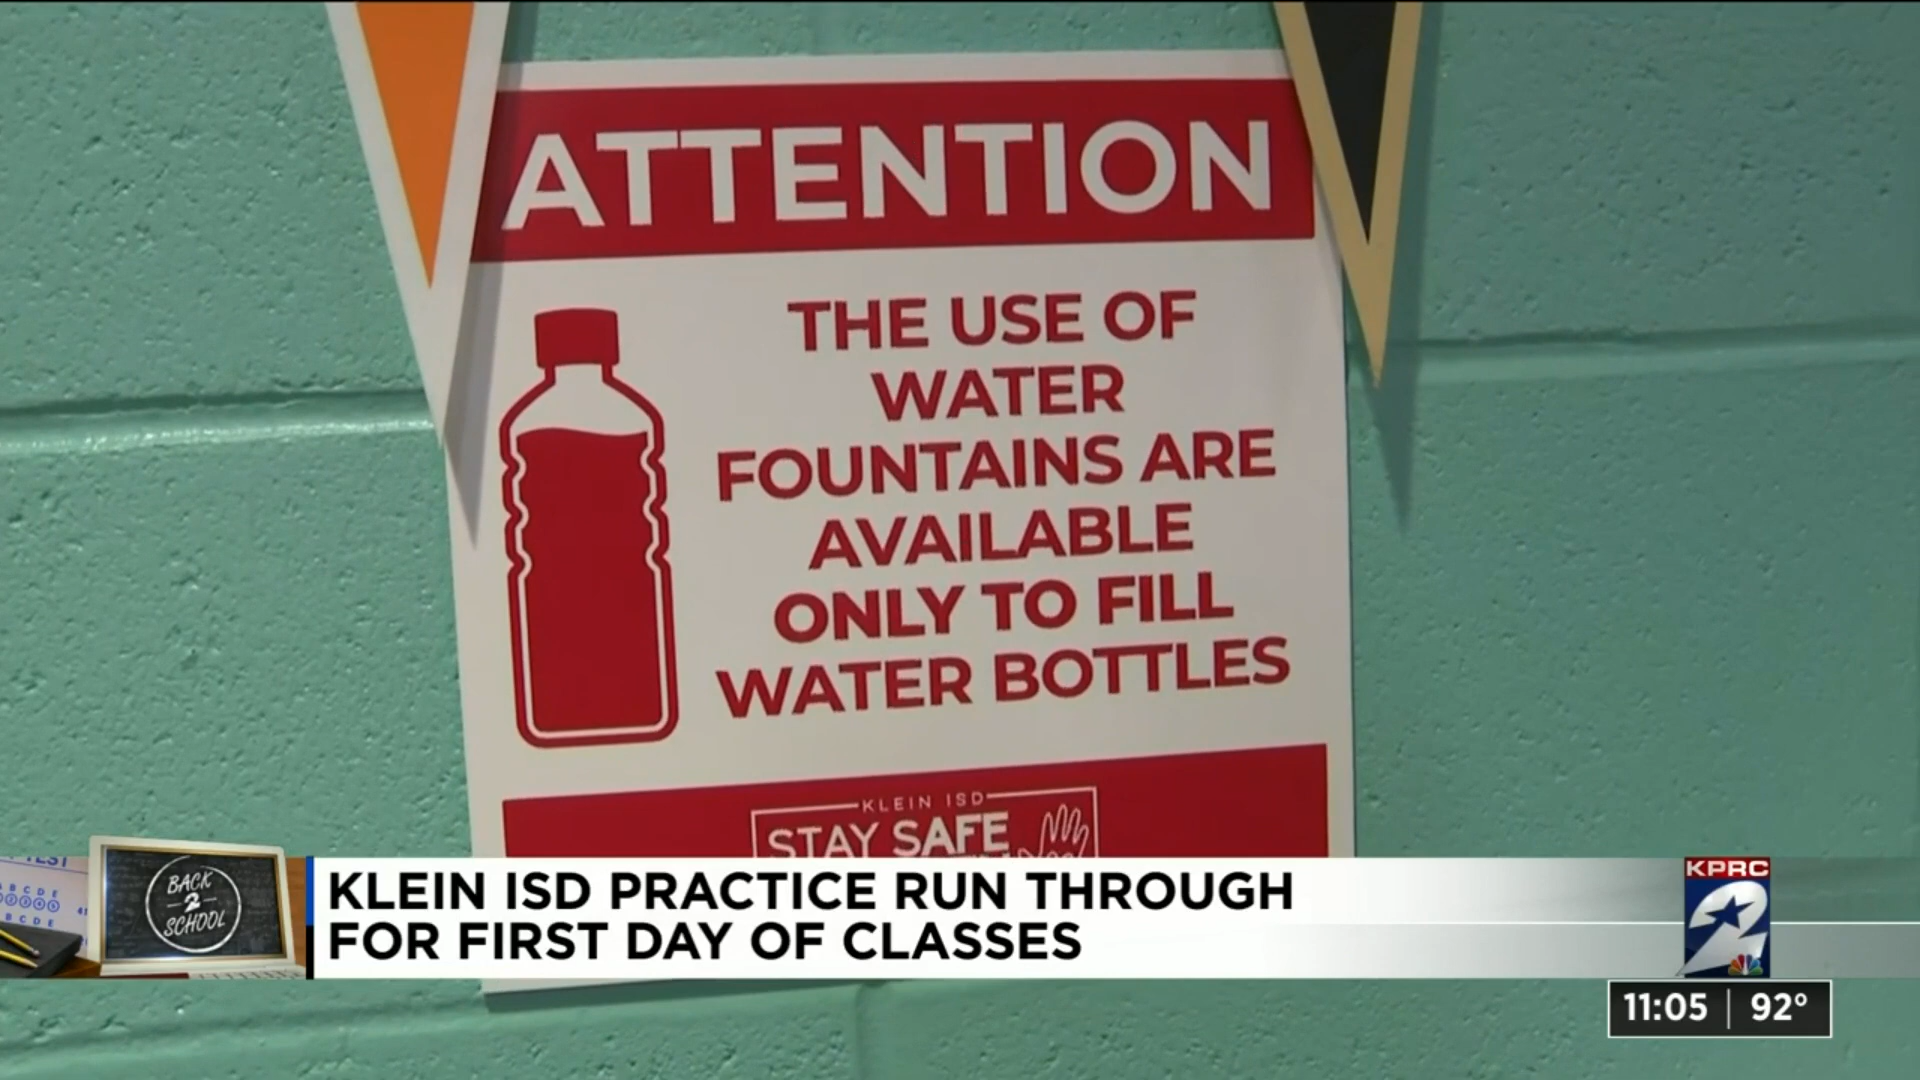 ATTENTION
THE USE OF
WATER
FOUNTAINS ARE
AVAILABLE
ONLY TO FILL
WATER BOTTLES
KLEIN ISD
STAY SAFE
TEST
A B C D E
B C D E
BACK
2
SCHOOL
KLEIN ISD PRACTICE RUN THROUGH
FOR FIRST DAY OF CLASSES
KPRC
2
11:05 | 92°